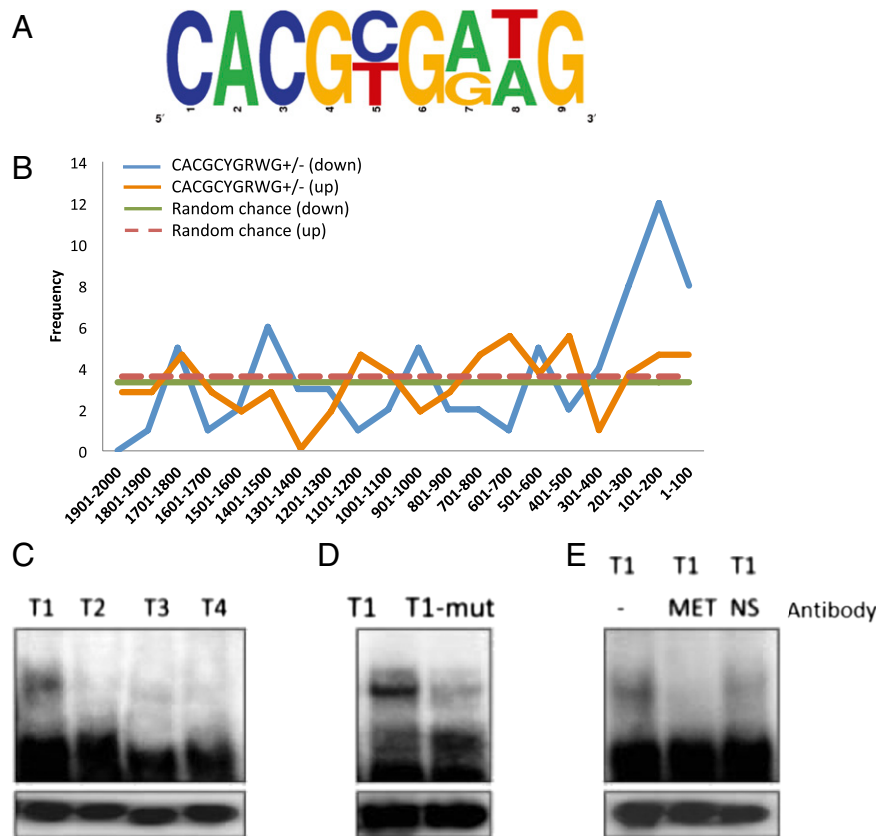 A
CACGCGATG
TGA
5' 1 2 3 4 5 6 7 8 9 3'
B
CACGCYGRWG+/- (down)
CACGCYGRWG+/- (up)
Random chance (down)
Random chance (up)
Frequency
14
12
10
8
6
4
2
0
1901-2000
1801-1900
1701-1800
1601-1700
1501-1600
1401-1500
1301-1400
1201-1300
1101-1200
1001-1100
901-1000
801-900
701-800
601-700
501-600
401-500
301-400
201-300
101-200
1-100
C
T1 T2 T3 T4
D
T1 T1-mut
E
T1 T1 T1
- MET NS Antibody